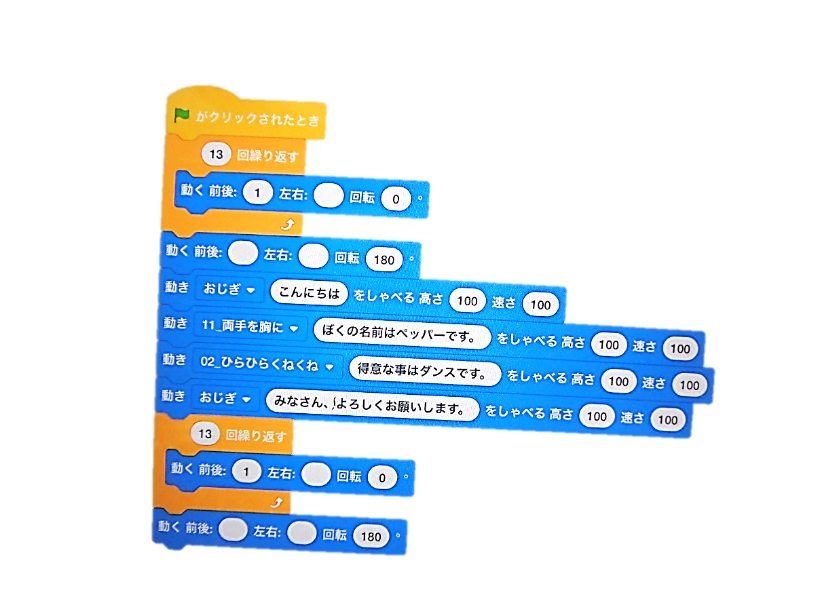 がクリックされたとき
13 回繰り返す
動く 前後: 1 左右: 回転 0 °
動く 前後: 左右: 回転 180 °
動き おじぎ こんにちは をしゃべる 高さ 100 速さ 100
動き 11_両手を胸に ぼくの名前はペッパーです。 をしゃべる 高さ 100 速さ 100
動き 02_ひらひらくねくね 得意な事はダンスです。 をしゃべる 高さ 100 速さ 100
動き おじぎ みなさん、よろしくお願いします。 をしゃべる 高さ 100 速さ 100
13 回繰り返す
動く 前後: 1 左右: 回転 0 °
動く 前後: 左右: 回転 180 °